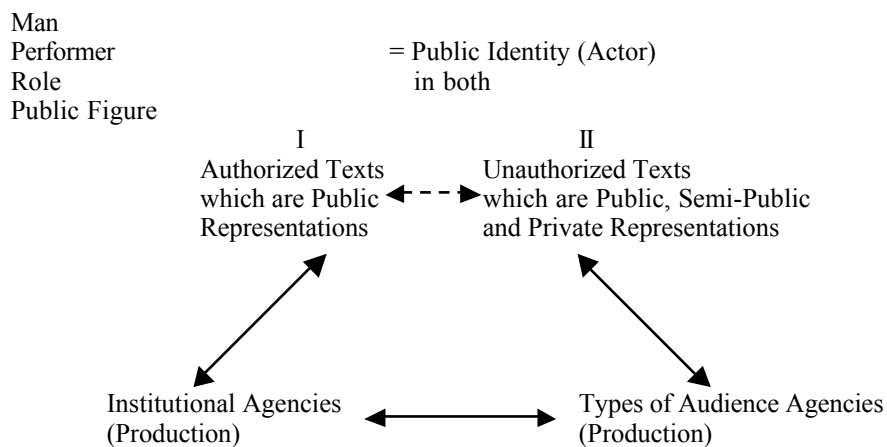 Man
Performer = Public Identity (Actor)
Role in both
Public Figure
I II
Authorized Texts Unauthorized Texts
which are Public which are Public, Semi-Public
Representations and Private Representations
Institutional Agencies Types of Audience Agencies
(Production) (Production)